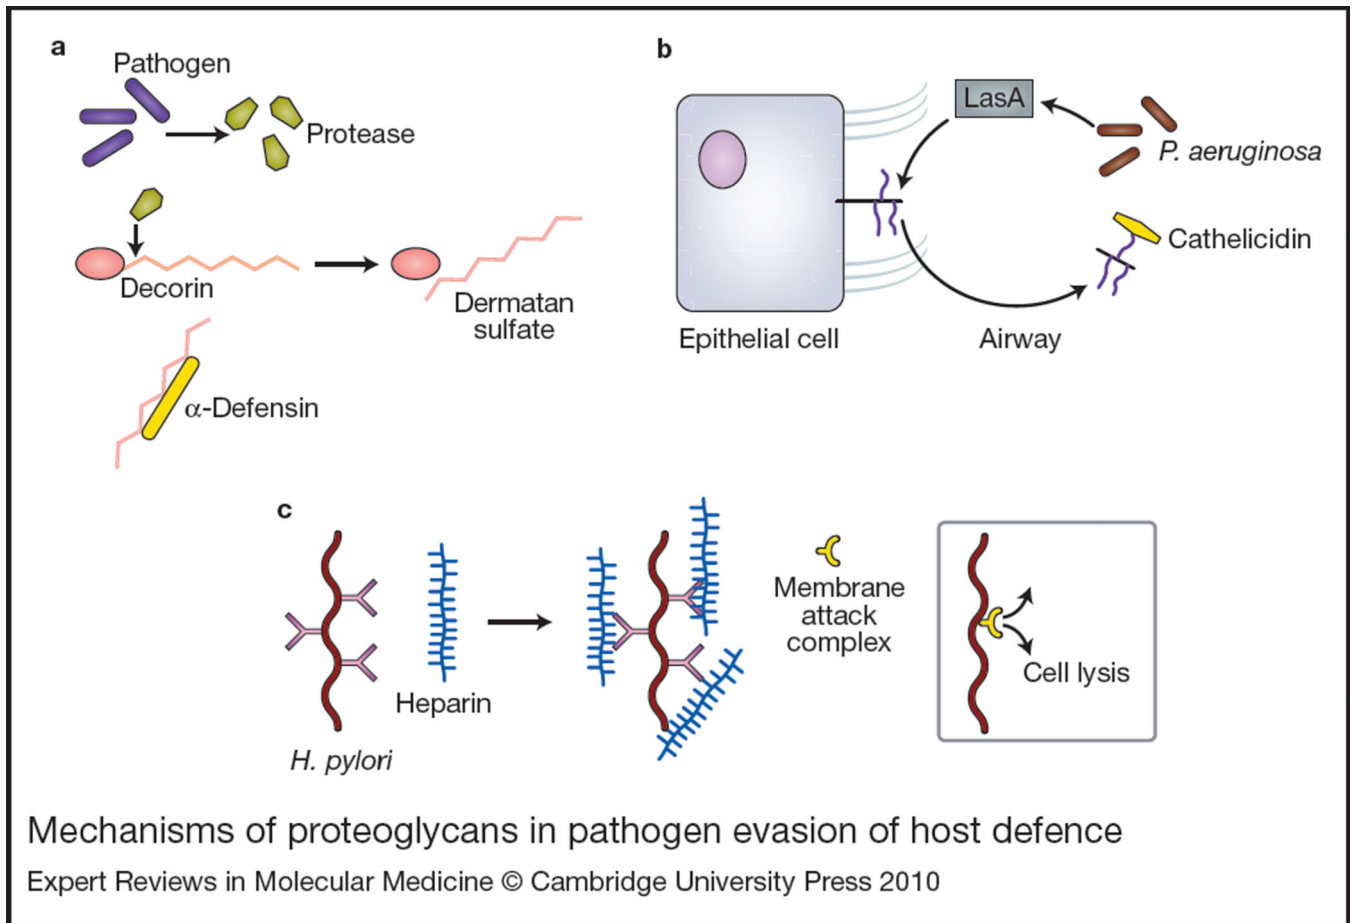 a
Pathogen
Protease
Decorin
Dermatan
sulfate
α-Defensin
b
LasA
P. aeruginosa
Cathelicidin
Epithelial cell
Airway
c
H. pylori
Heparin
Membrane
attack
complex
Cell lysis
Mechanisms of proteoglycans in pathogen evasion of host defence
Expert Reviews in Molecular Medicine © Cambridge University Press 2010